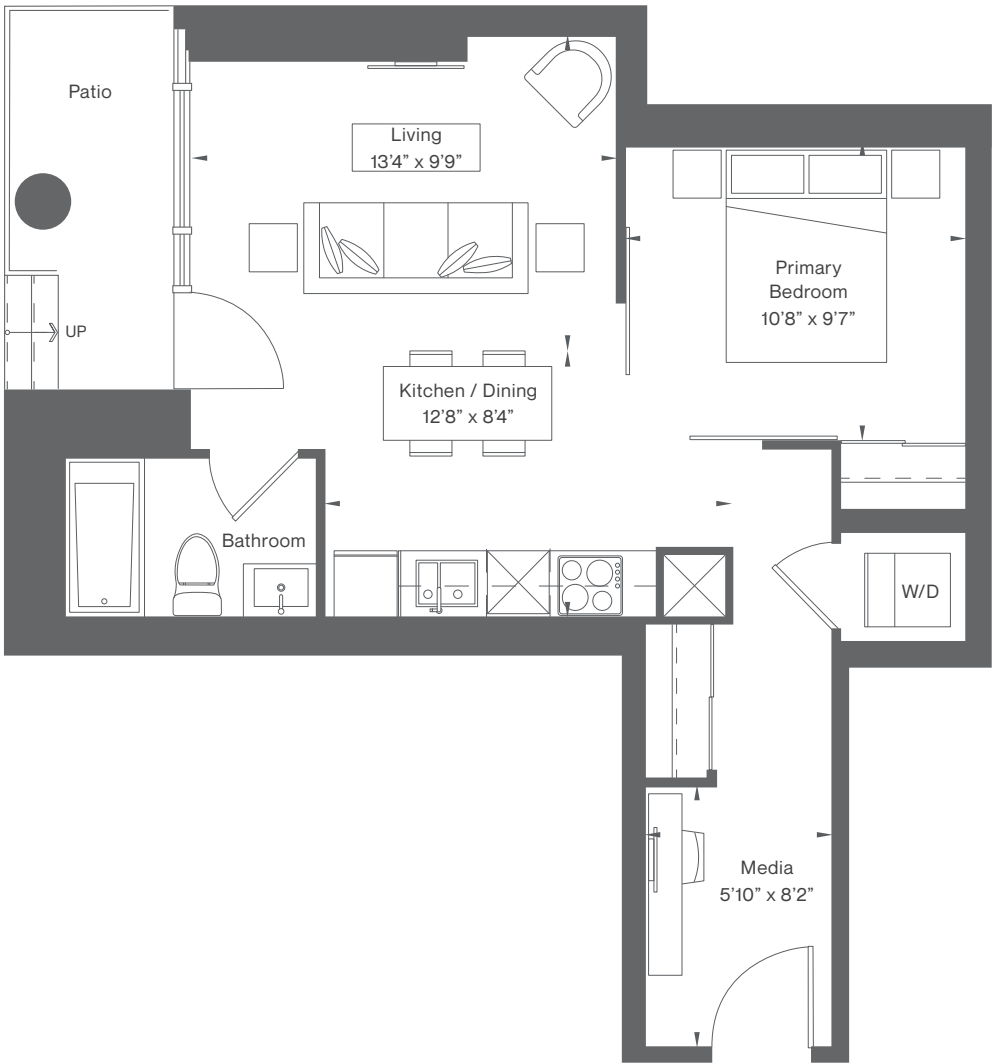 Patio
Living
13’4” x 9’9”
Primary
Bedroom
10’8” x 9’7”
UP
Kitchen / Dining
12’8” x 8’4”
Bathroom
W/D
Media
5’10” x 8’2”